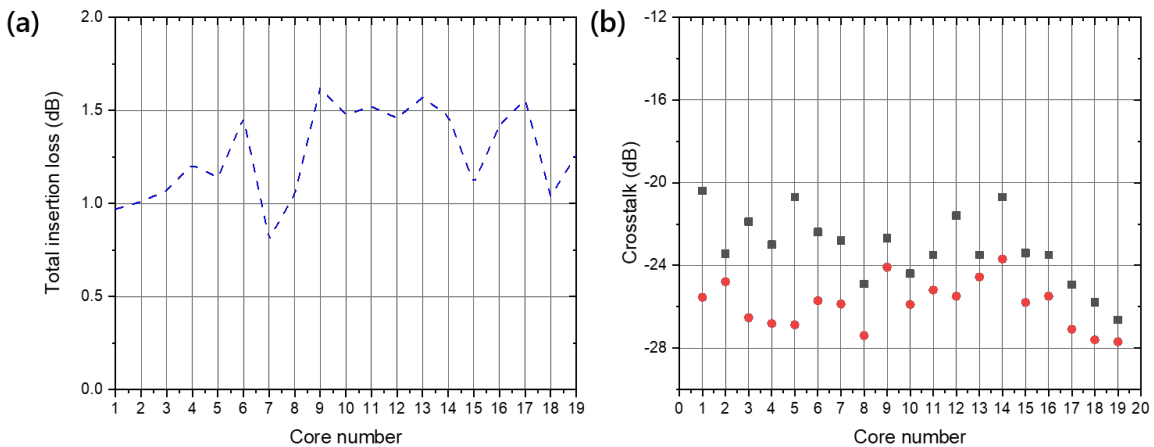 (a)
Total insertion loss (dB)
2.0
1.5
1.0
0.5
0.0
1 2 3 4 5 6 7 8 9 10 11 12 13 14 15 16 17 18 19
Core number
(b)
Crosstalk (dB)
-12
-16
-20
-24
-28
0 1 2 3 4 5 6 7 8 9 10 11 12 13 14 15 16 17 18 19 20
Core number